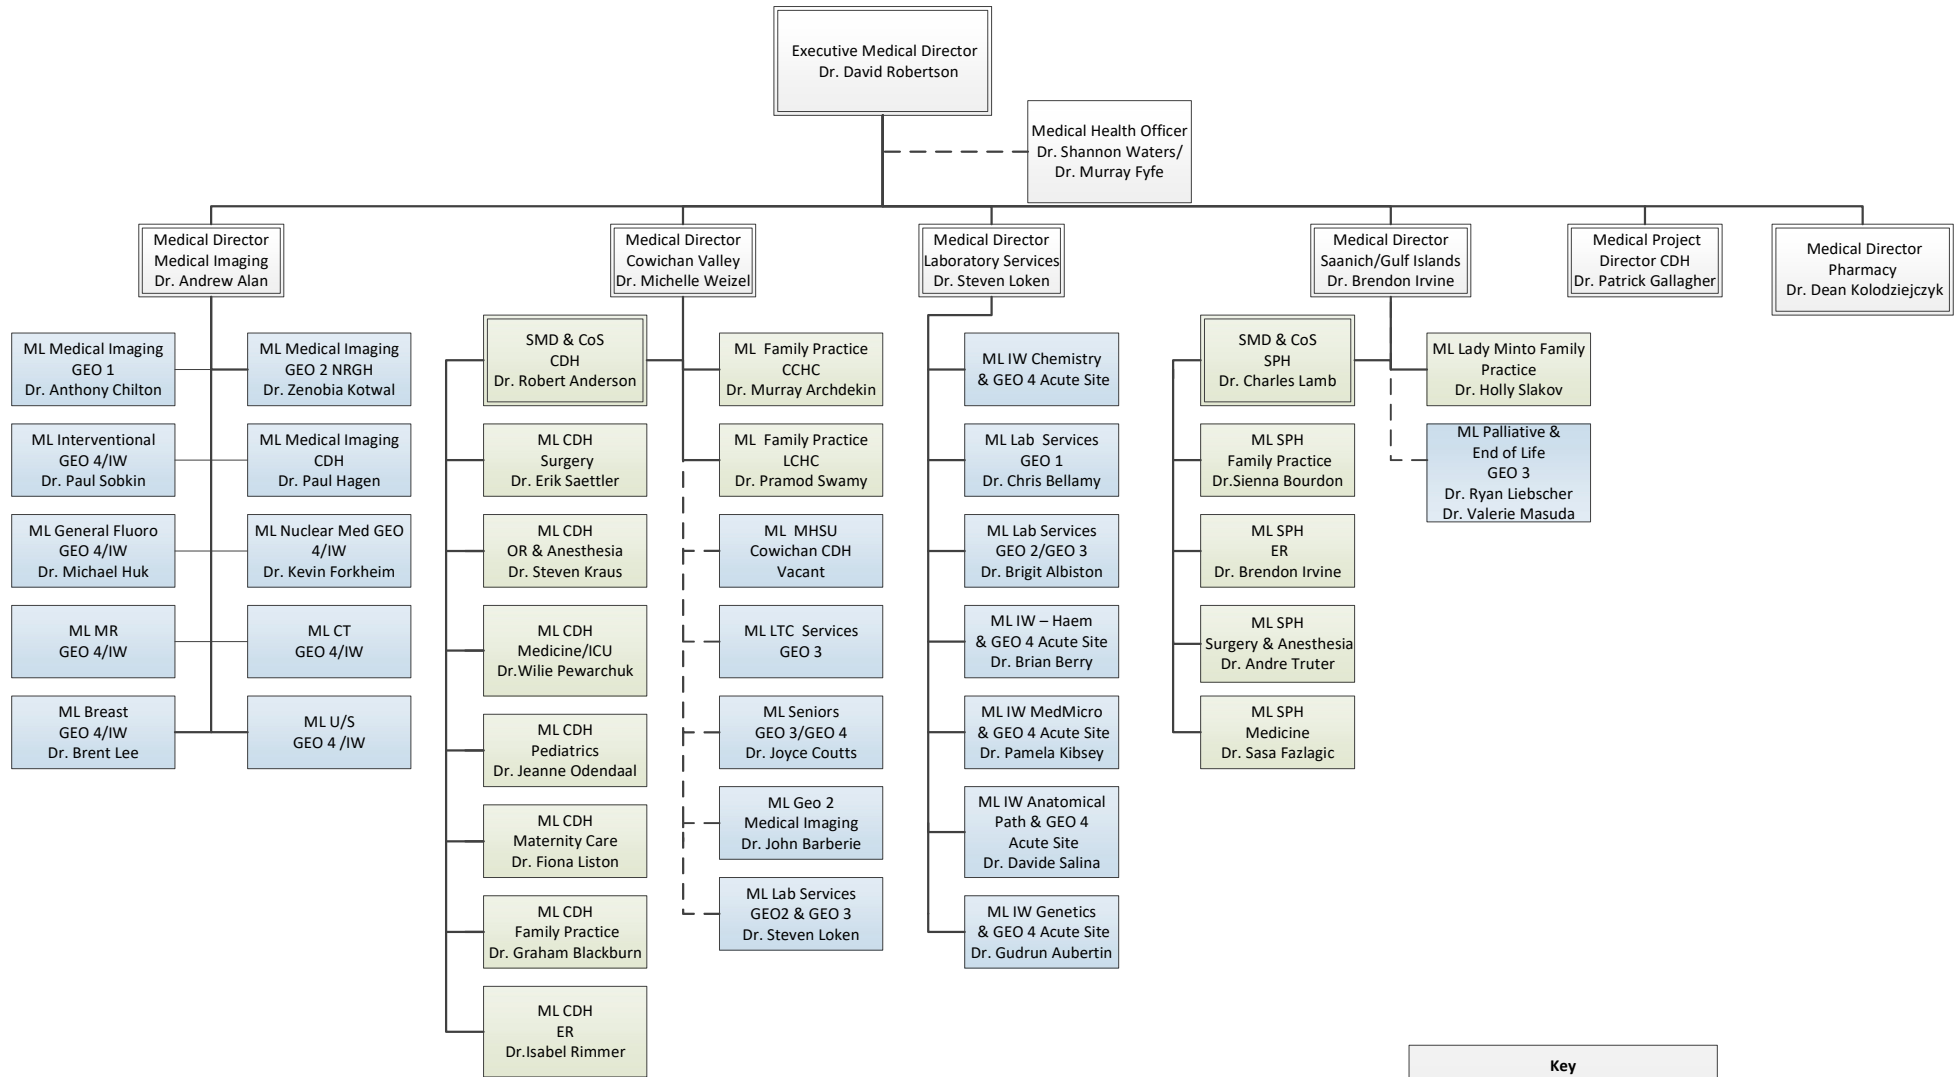 Executive Medical Director
Dr. David Robertson
Medical Health Officer
Dr. Shannon Waters/
Dr. Murray Fyfe
Medical Director
Medical Imaging
Dr. Andrew Alan
Medical Director
Cowichan Valley
Dr. Michelle Weizel
Medical Director
Laboratory Services
Dr. Steven Loken
Medical Director
Saanich/Gulf Islands
Dr. Brendon Irvine
Medical Project
Director CDH
Dr. Patrick Gallagher
Medical Director
Pharmacy
Dr. Dean Kolodziejczyk
ML Medical Imaging
GEO 1
Dr. Anthony Chilton
ML Medical Imaging
GEO 2 NRGH
Dr. Zenobia Kotwal
ML Interventional
GEO 4/IW
Dr. Paul Sobkin
ML Medical Imaging
CDH
Dr. Paul Hagen
ML General Fluoro
GEO 4/IW
Dr. Michael Huk
ML Nuclear Med GEO
4/IW
Dr. Kevin Forkheim
ML MR
GEO 4/IW
ML CT
GEO 4/IW
ML Breast
GEO 4/IW
Dr. Brent Lee
ML U/S
GEO 4 /IW
SMD & CoS
CDH
Dr. Robert Anderson
ML CDH
Surgery
Dr. Erik Saettler
ML CDH
OR & Anesthesia
Dr. Steven Kraus
ML CDH
Medicine/ICU
Dr.Wilie Pewarchuk
ML CDH
Pediatrics
Dr. Jeanne Odendaal
ML CDH
Maternity Care
Dr. Fiona Liston
ML CDH
Family Practice
Dr. Graham Blackburn
ML CDH
ER
Dr.Isabel Rimmer
ML Family Practice
CCHC
Dr. Murray Archdekin
ML Family Practice
LCHC
Dr. Pramod Swamy
ML MHSU
Cowichan CDH
Vacant
ML LTC Services
GEO 3
ML Seniors
GEO 3/GEO 4
Dr. Joyce Coutts
ML Geo 2
Medical Imaging
Dr. John Barberie
ML Lab Services
GEO2 & GEO 3
Dr. Steven Loken
ML IW Chemistry
& GEO 4 Acute Site
ML Lab Services
GEO 1
Dr. Chris Bellamy
ML Lab Services
GEO 2/GEO 3
Dr. Brigit Albiston
ML IW – Haem
& GEO 4 Acute Site
Dr. Brian Berry
ML IW MedMicro
& GEO 4 Acute Site
Dr. Pamela Kibsey
ML IW Anatomical
Path & GEO 4
Acute Site
Dr. Davide Salina
ML IW Genetics
& GEO 4 Acute Site
Dr. Gudrun Aubertin
SMD & CoS
SPH
Dr. Charles Lamb
ML SPH
Family Practice
Dr.Sienna Bourdon
ML SPH
ER
Dr. Brendon Irvine
ML SPH
Surgery & Anesthesia
Dr. Andre Truter
ML SPH
Medicine
Dr. Sasa Fazlagic
ML Lady Minto Family
Practice
Dr. Holly Slakov
ML Palliative &
End of Life
GEO 3
Dr. Ryan Liebscher
Dr. Valerie Masuda
Key